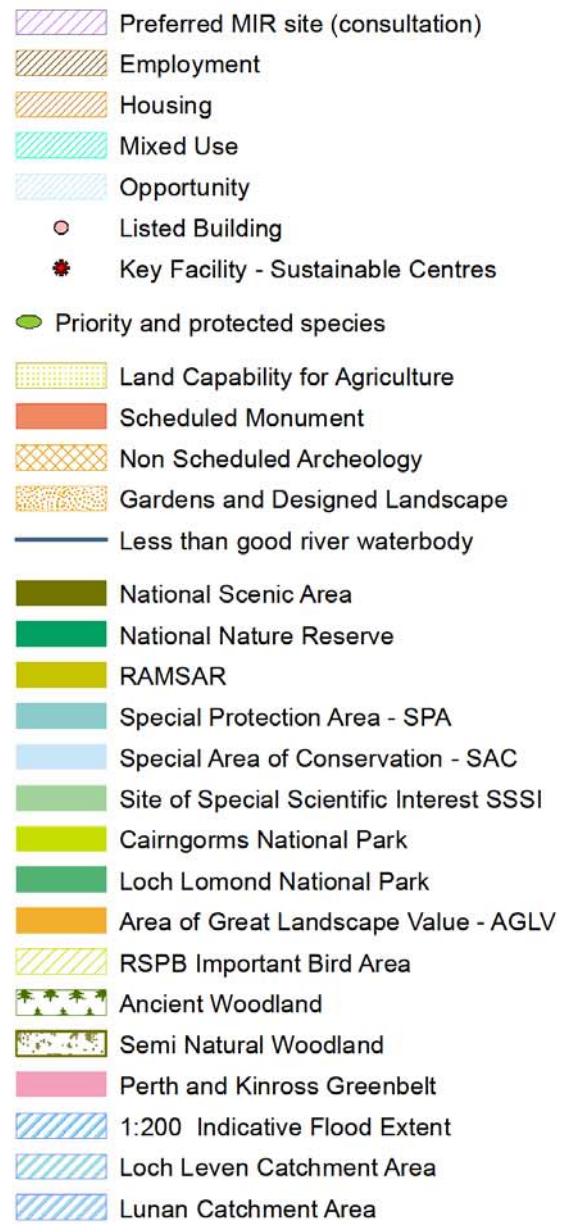 Preferred MIR site (consultation)
Employment
Housing
Mixed Use
Opportunity
Listed Building
Key Facility - Sustainable Centres
Priority and protected species
Land Capability for Agriculture
Scheduled Monument
Non Scheduled Archeology
Gardens and Designed Landscape
Less than good river waterbody
National Scenic Area
National Nature Reserve
RAMSAR
Special Protection Area - SPA
Special Area of Conservation - SAC
Site of Special Scientific Interest SSSI
Cairngorms National Park
Loch Lomond National Park
Area of Great Landscape Value - AGLV
RSPB Important Bird Area
Ancient Woodland
Semi Natural Woodland
Perth and Kinross Greenbelt
1:200 Indicative Flood Extent
Loch Leven Catchment Area
Lunan Catchment Area